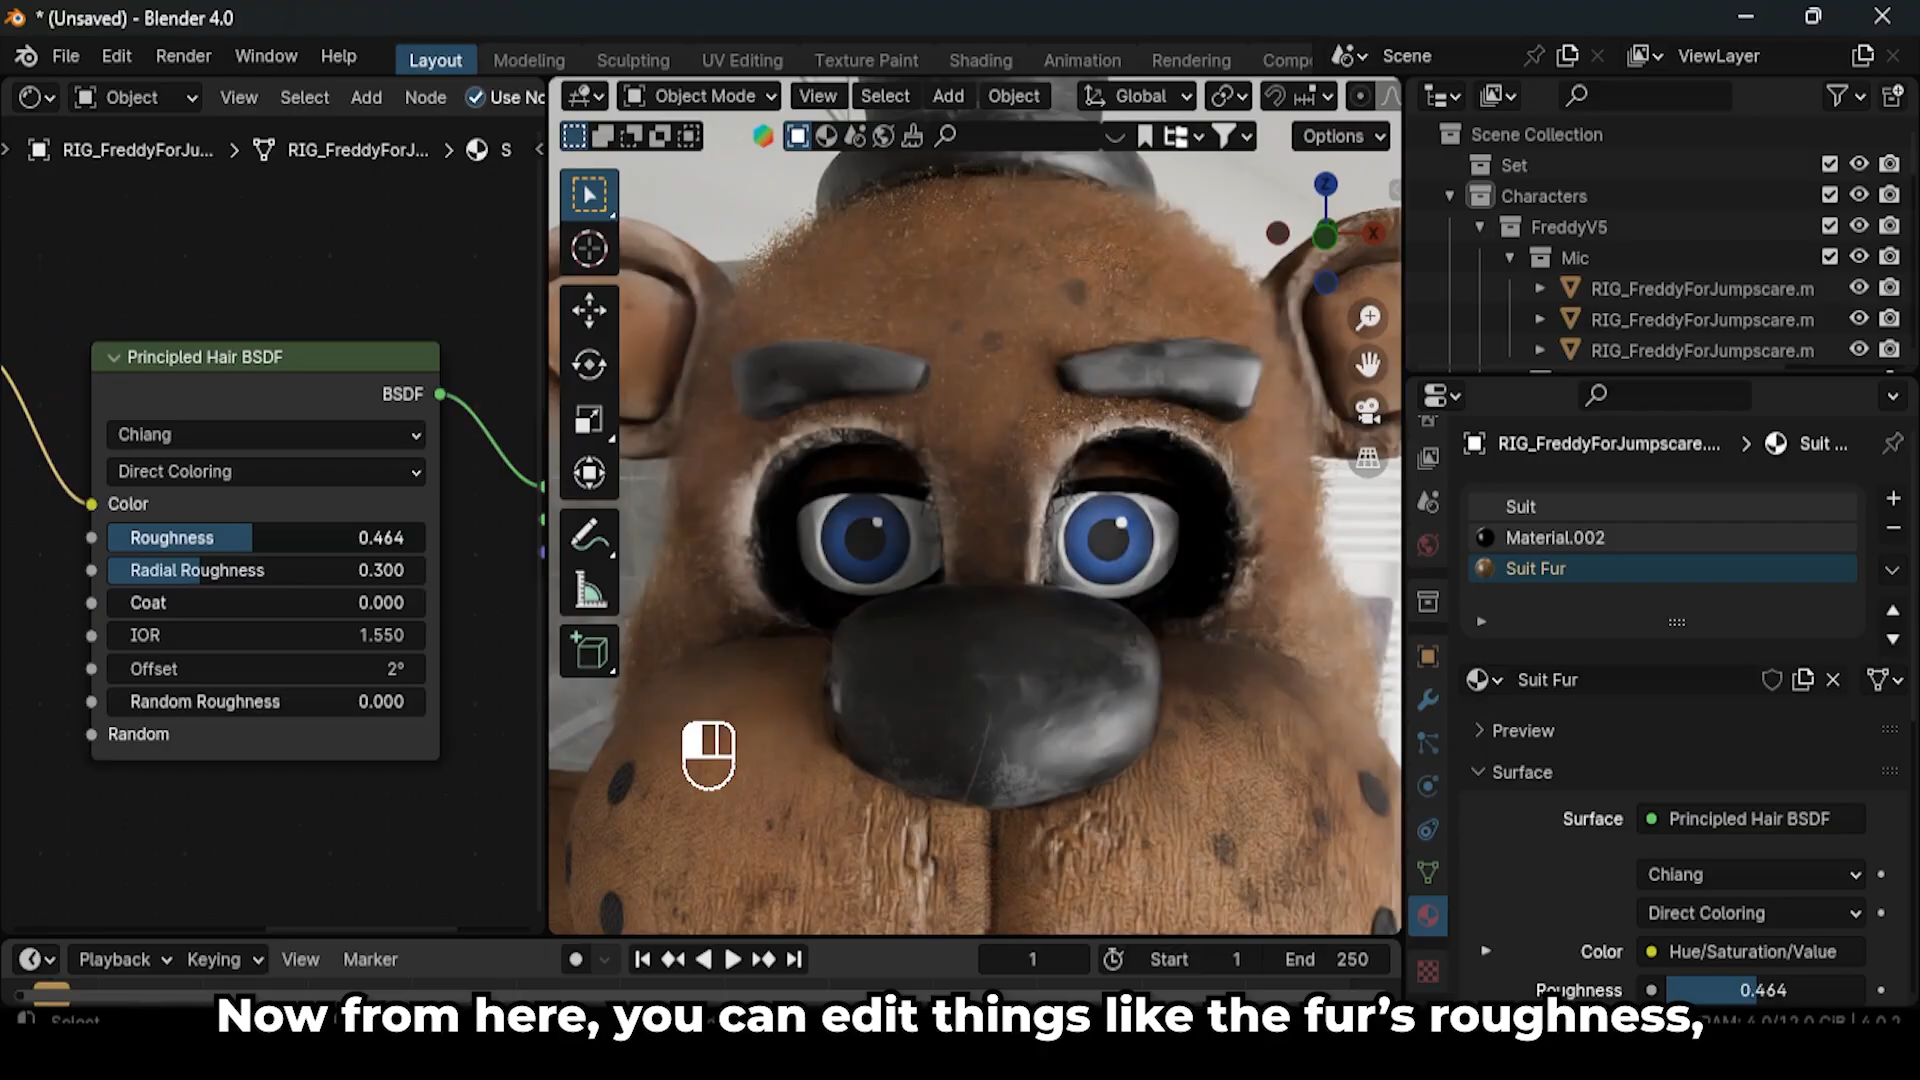 * (Unsaved) - Blender 4.0
File Edit Render Window Help
Layout Modeling Sculpting UV Editing Texture Paint Shading Animation Rendering
Scene
ViewLayer
Object View Select Add Node Use
Object Mode View Select Add Object Global
Options
RIG_FreddyForJu... RIG_FreddyForJ... S
Principled Hair BSDF
BSDF
Chiang
Direct Coloring
Color
Roughness 0.464
Radial Roughness 0.300
Coat 0.000
IOR 1.550
Offset 2°
Random Roughness 0.000
Random
Z
X
Scene Collection
Set
Characters
FreddyV5
Mic
RIG_FreddyForJumpscare.m
RIG_FreddyForJumpscare.m
RIG_FreddyForJumpscare.m
RIG_FreddyForJumpscare.... Suit ...
Suit
Material.002
Suit Fur
Suit Fur
Preview
Surface
Surface Principled Hair BSDF
Chiang
Direct Coloring
Color Hue/Saturation/Value
Roughness 0.464
Playback Keying View Marker
1 Start 1 End 250
Now from here, you can edit things like the fur's roughness,